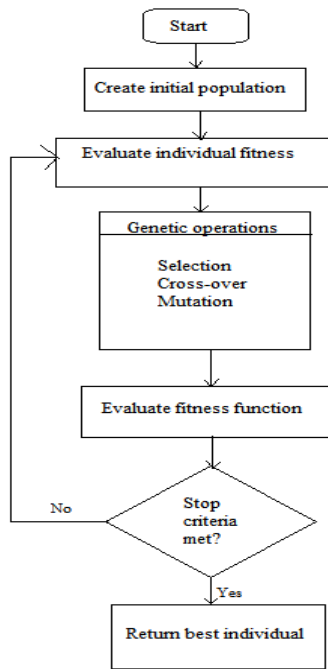 Start
Create initial population
Evaluate individual fitness
Genetic operations
Selection
Cross-over
Mutation
Evaluate fitness function
Stop
criteria
met?
No
Yes
Return best individual